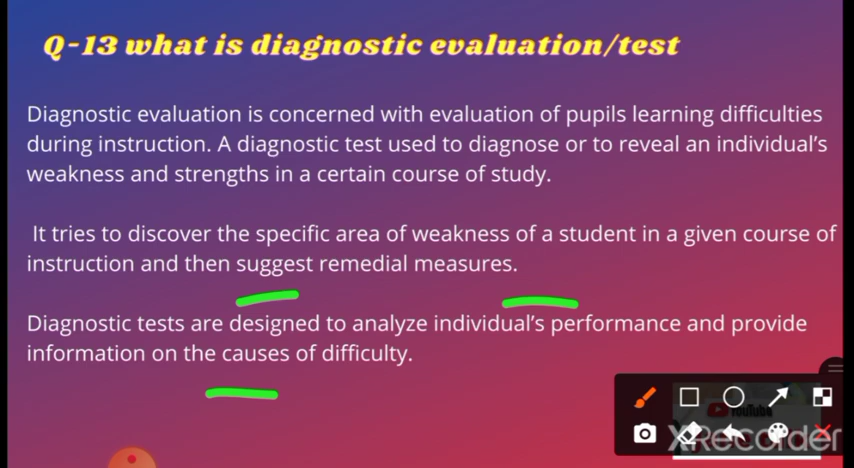 Q-13 what is diagnostic evaluation/test
Diagnostic evaluation is concerned with evaluation of pupils learning difficulties
during instruction. A diagnostic test used to diagnose or to reveal an individual's
weakness and strengths in a certain course of study.
It tries to discover the specific area of weakness of a student in a given course of
instruction and then suggest remedial measures.
Diagnostic tests are designed to analyze individual's performance and provide
information on the causes of difficulty.
YouTube
XRecorder